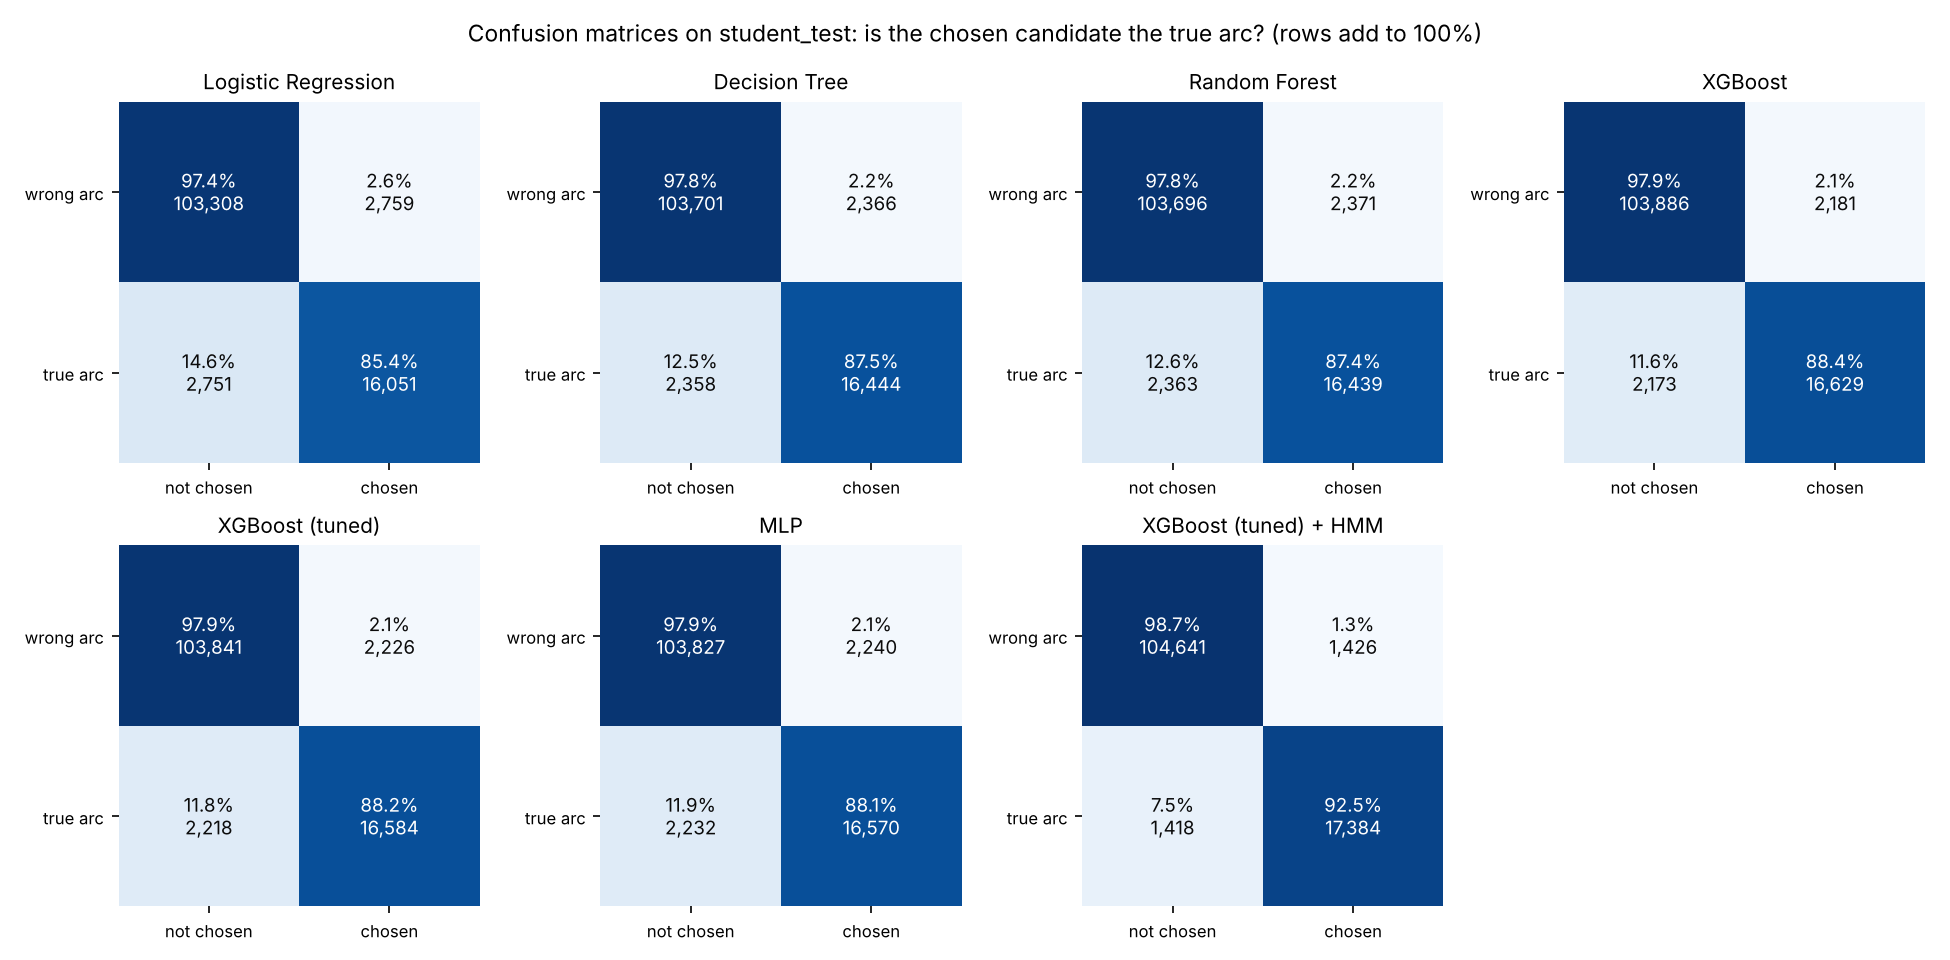 Confusion matrices on student_test: is the chosen candidate the true arc? (rows add to 100%)
Logistic Regression
wrong arc
97.4%
103,308
2.6%
2,759
true arc
14.6%
2,751
85.4%
16,051
not chosen
chosen
Decision Tree
wrong arc
97.8%
103,701
2.2%
2,366
true arc
12.5%
2,358
87.5%
16,444
not chosen
chosen
Random Forest
wrong arc
97.8%
103,696
2.2%
2,371
true arc
12.6%
2,363
87.4%
16,439
not chosen
chosen
XGBoost
wrong arc
97.9%
103,886
2.1%
2,181
true arc
11.6%
2,173
88.4%
16,629
not chosen
chosen
XGBoost (tuned)
wrong arc
97.9%
103,841
2.1%
2,226
true arc
11.8%
2,218
88.2%
16,584
not chosen
chosen
MLP
wrong arc
97.9%
103,827
2.1%
2,240
true arc
11.9%
2,232
88.1%
16,570
not chosen
chosen
XGBoost (tuned) + HMM
wrong arc
98.7%
104,641
1.3%
1,426
true arc
7.5%
1,418
92.5%
17,384
not chosen
chosen